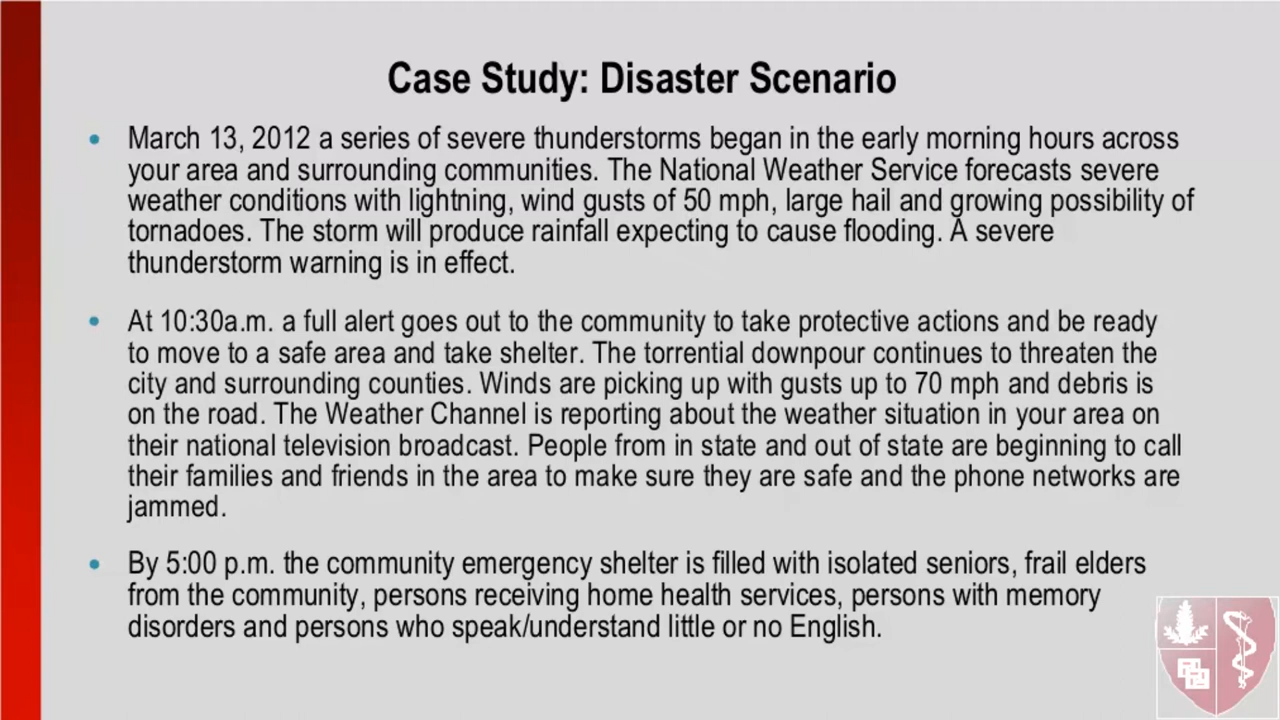 Case Study: Disaster Scenario
• March 13, 2012 a series of severe thunderstorms began in the early morning hours across
your area and surrounding communities. The National Weather Service forecasts severe
weather conditions with lightning, wind gusts of 50 mph, large hail and growing possibility of
tornadoes. The storm will produce rainfall expecting to cause flooding. A severe
thunderstorm warning is in effect.
• At 10:30a.m. a full alert goes out to the community to take protective actions and be ready
to move to a safe area and take shelter. The torrential downpour continues to threaten the
city and surrounding counties. Winds are picking up with gusts up to 70 mph and debris is
on the road. The Weather Channel is reporting about the weather situation in your area on
their national television broadcast. People from in state and out of state are beginning to call
their families and friends in the area to make sure they are safe and the phone networks are
jammed.
• By 5:00 p.m. the community emergency shelter is filled with isolated seniors, frail elders
from the community, persons receiving home health services, persons with memory
disorders and persons who speak/understand little or no English.